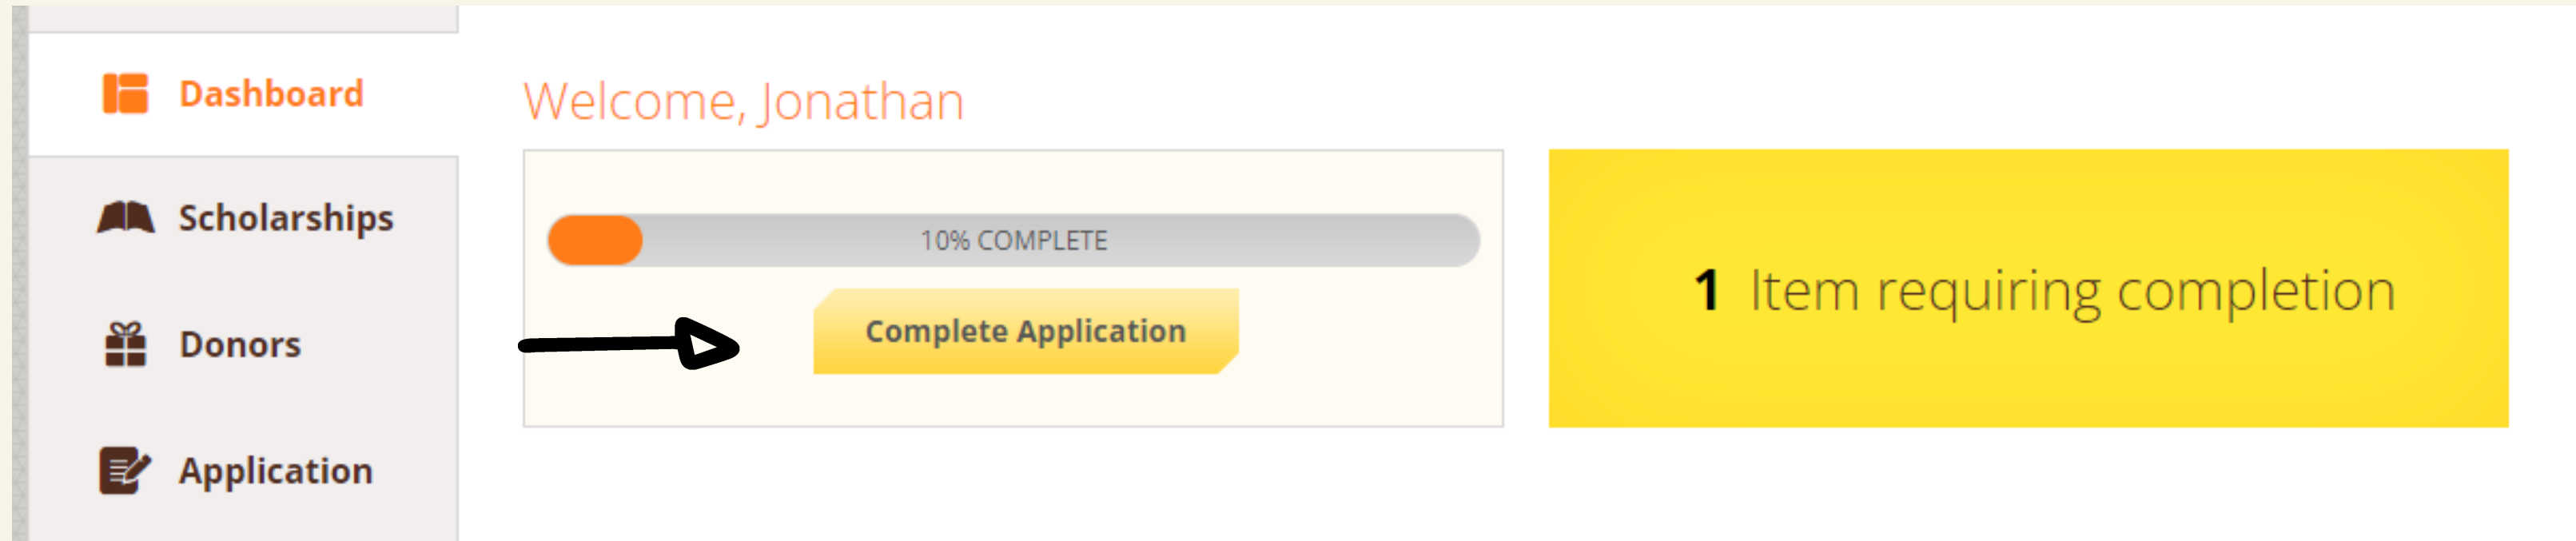 Dashboard
Scholarships
Donors
Application
Welcome, Jonathan
10% COMPLETE
Complete Application
1 Item requiring completion